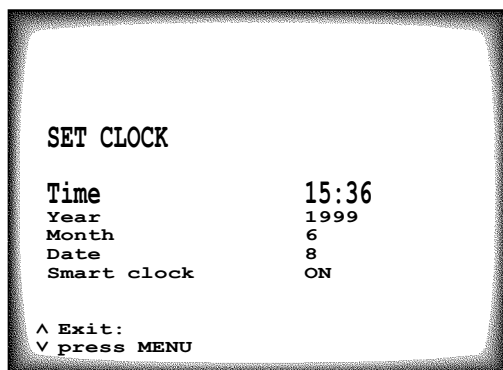 SET CLOCK
Time 15:36
Year 1999
Month 6
Date 8
Smart clock ON
∧ Exit:
∨ press MENU